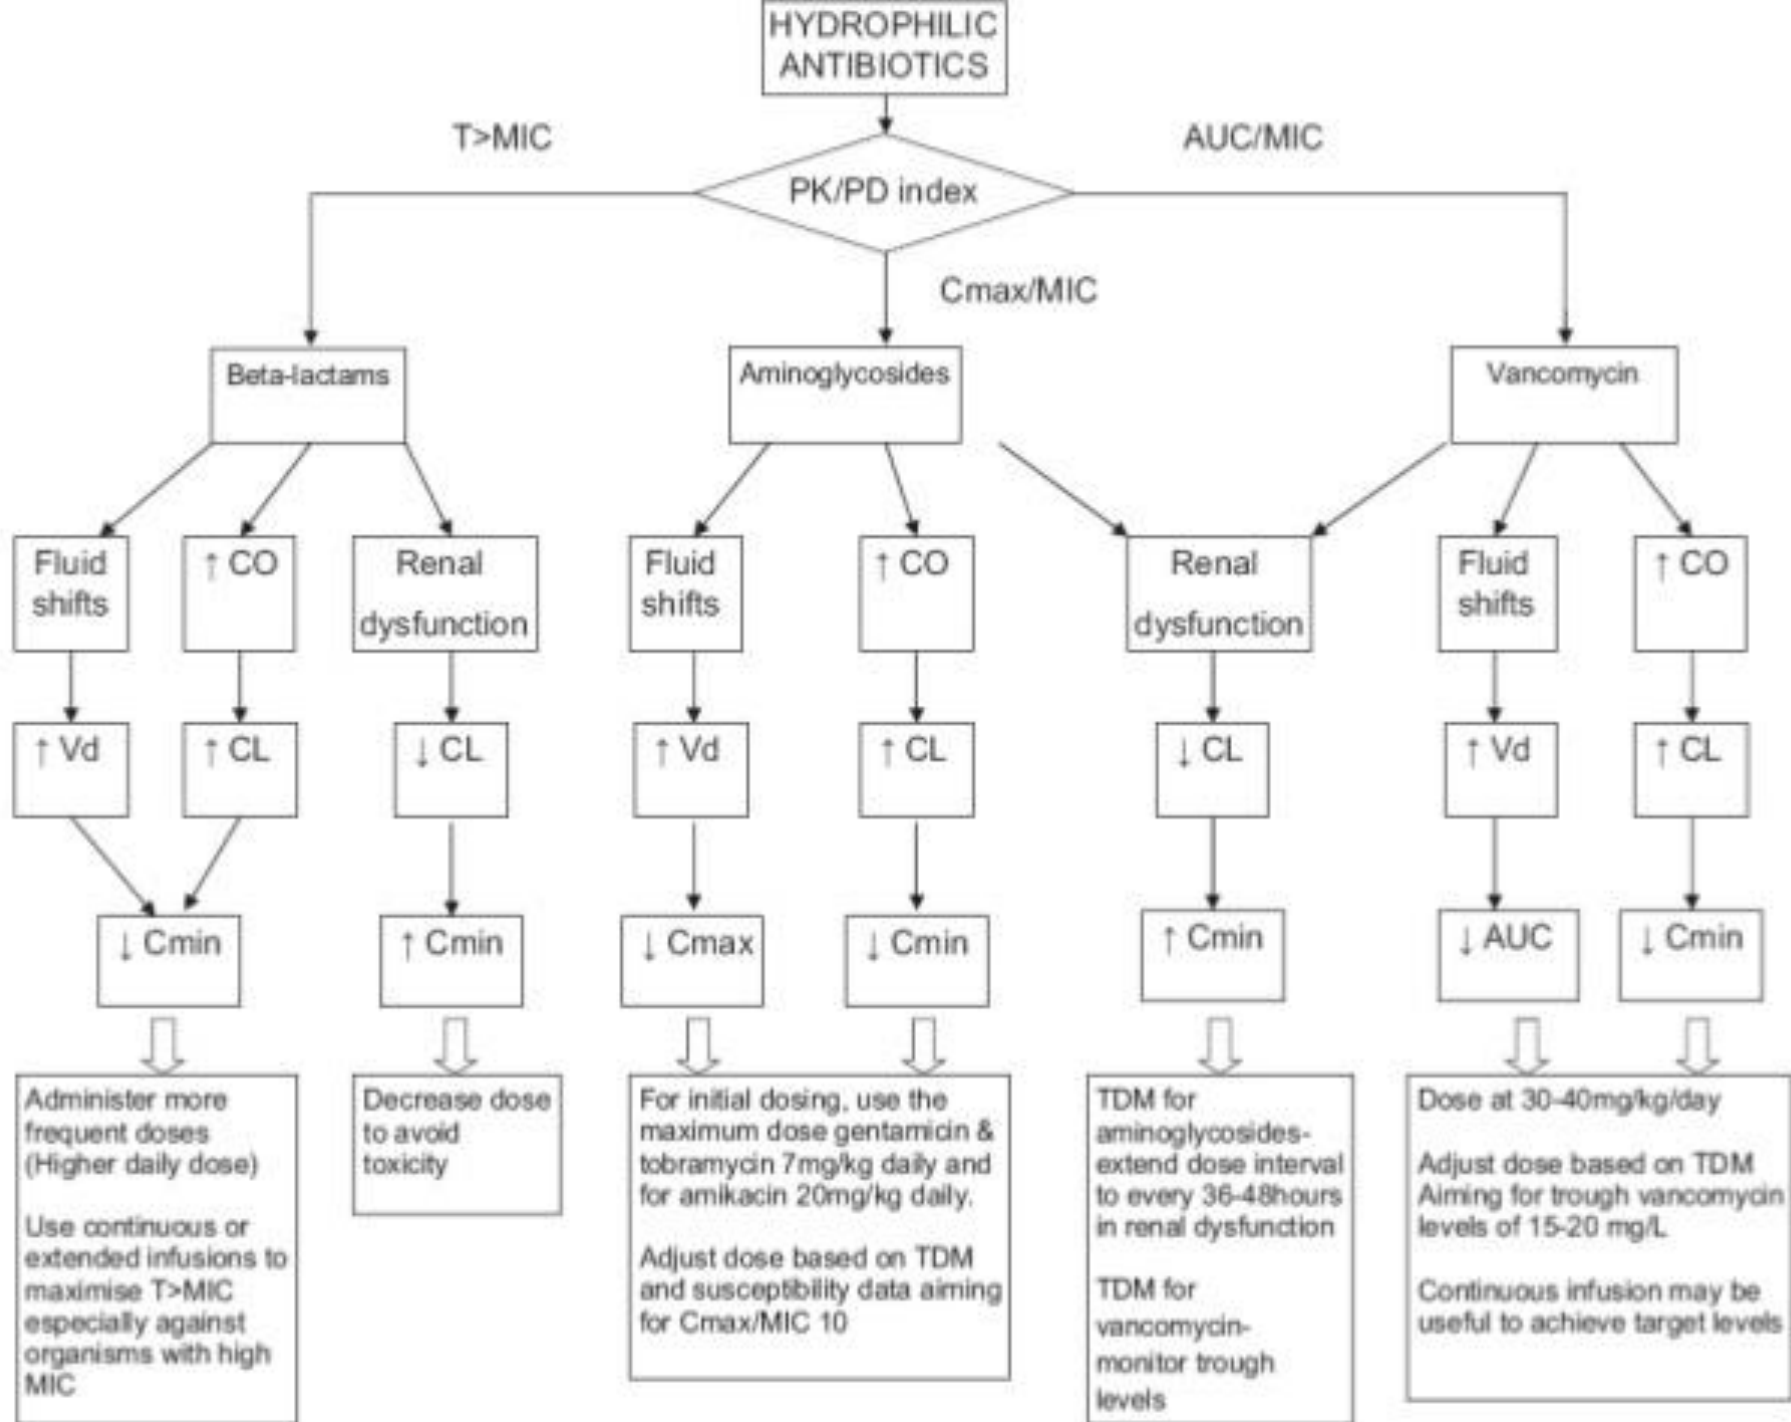 HYDROPHILIC
ANTIBIOTICS
T>MIC
AUC/MIC
PK/PD index
Cmax/MIC
Beta-lactams
Aminoglycosides
Vancomycin
Fluid
shifts
↑ CO
Renal
dysfunction
Fluid
shifts
↑ CO
Renal
dysfunction
Fluid
shifts
↑ CO
↑ Vd
↑ CL
↓ CL
↑ Vd
↑ CL
↓ CL
↑ Vd
↑ CL
↓ Cmin
↑ Cmin
↓ Cmax
↓ Cmin
↑ Cmin
↓ AUC
↓ Cmin
Administer more
frequent doses
(Higher daily dose)
Use continuous or
extended infusions to
maximise T>MIC
especially against
organisms with high
MIC
Decrease dose
to avoid
toxicity
For initial dosing, use the
maximum dose gentamicin &
tobramycin 7mg/kg daily and
for amikacin 20mg/kg daily.
Adjust dose based on TDM
and susceptibility data aiming
for Cmax/MIC 10
TDM for
aminoglycosides-
extend dose interval
to every 36-48hours
in renal dysfunction
TDM for
vancomycin-
monitor trough
levels
Dose at 30-40mg/kg/day
Adjust dose based on TDM
Aiming for trough vancomycin
levels of 15-20 mg/L
Continuous infusion may be
useful to achieve target levels